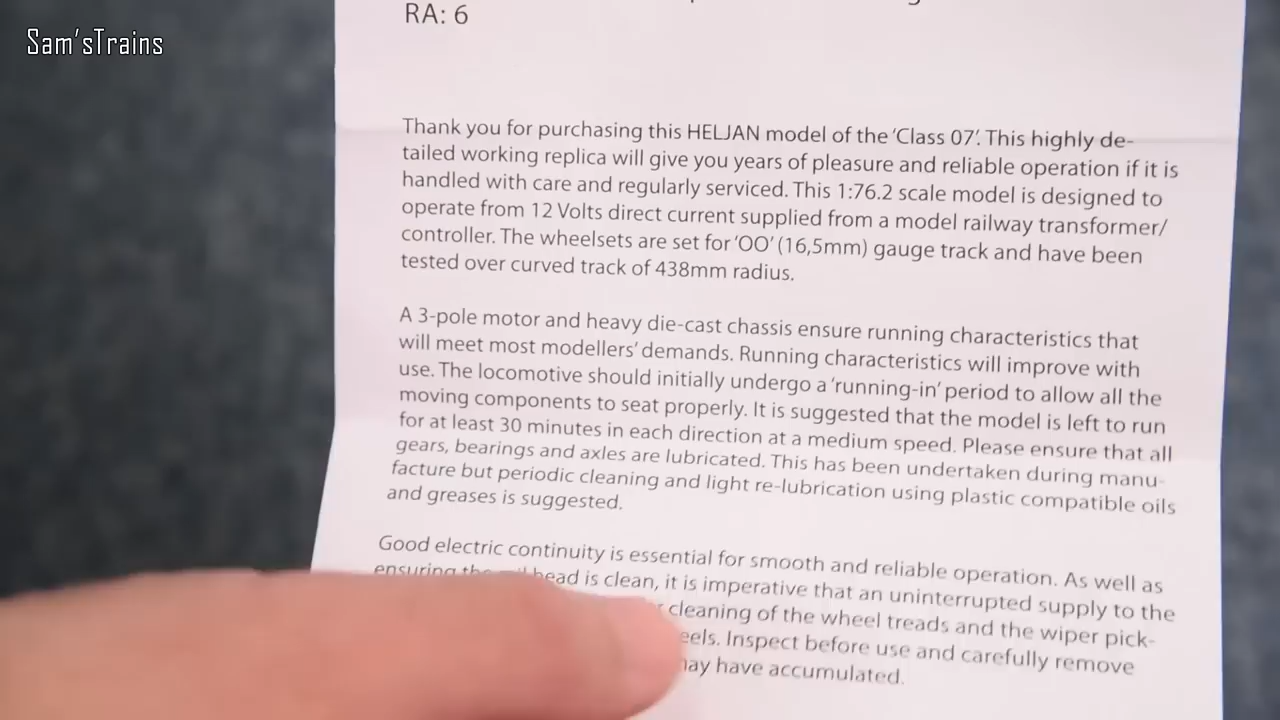 Sam'sTrains
RA: 6
Thank you for purchasing this HELJAN model of the 'Class 07'. This highly de-
tailed working replica will give you years of pleasure and reliable operation if it is
handled with care and regularly serviced. This 1:76.2 scale model is designed to
operate from 12 Volts direct current supplied from a model railway transformer/
controller. The wheelsets are set for 'OO' (16,5mm) gauge track and have been
tested over curved track of 438mm radius.
A 3-pole motor and heavy die-cast chassis ensure running characteristics that
will meet most modellers' demands. Running characteristics will improve with
use. The locomotive should initially undergo a 'running-in' period to allow all the
moving components to seat properly. It is suggested that the model is left to run
for at least 30 minutes in each direction at a medium speed. Please ensure that all
gears, bearings and axles are lubricated. This has been undertaken during manu-
facture but periodic cleaning and light re-lubrication using plastic compatible oils
and greases is suggested.
Good electric continuity is essential for smooth and reliable operation. As well as
ensuring the head is clean, it is imperative that an uninterrupted supply to the
cleaning of the wheel treads and the wiper pick-
eels. Inspect before use and carefully remove
may have accumulated.